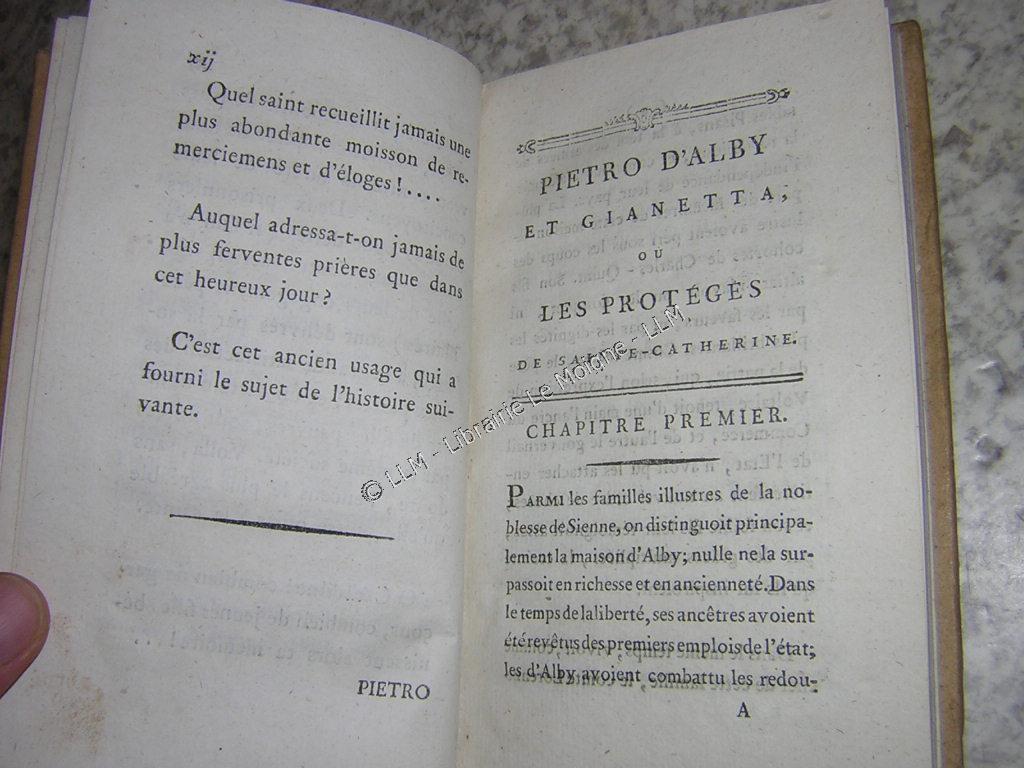 xij
Quel saint recueillit jamais une
plus abondante moisson de re-
merciemens et d'éloges !....
Auquel adressa-t-on jamais de
plus ferventes prières que dans
cet heureux jour ?
C'est cet ancien usage qui a
fourni le sujet de l'histoire sui-
vante.
PIETRO
PIETRO D'ALBY
ET GIANETTA,
OU
LES PROTÉGÉS
DE SAINTE-CATHERINE.
CHAPITRE PREMIER.
PARMI les familles illustres de la no-
blesse de Sienne, on distinguoit principa-
lement la maison d'Alby; nulle ne la sur-
passoit en richesse et en ancienneté. Dans
le temps de la liberté, ses ancêtres avoient
été revêtus des premiers emplois de l'état;
les d'Alby avoient combattu les redou-
A
© LLM - Librairie Le Moigne - LLM